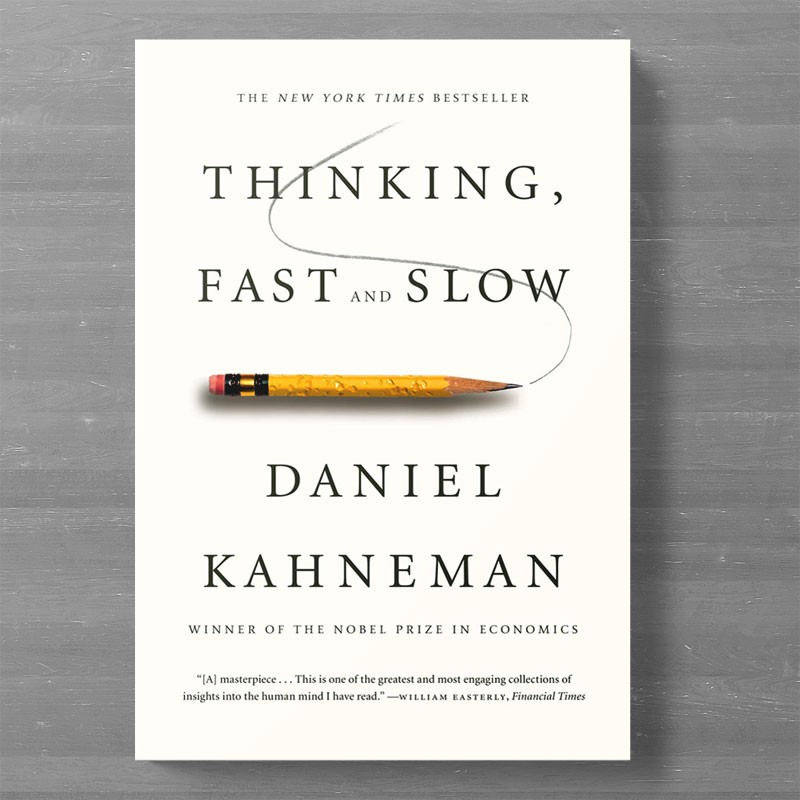 THE NEW YORK TIMES BESTSELLER
THINKING,
FAST AND SLOW
DANIEL
KAHNEMAN
WINNER OF THE NOBEL PRIZE IN ECONOMICS
“[A] masterpiece . . . This is one of the greatest and most engaging collections of
insights into the human mind I have read.” —WILLIAM EASTERLY, Financial Times